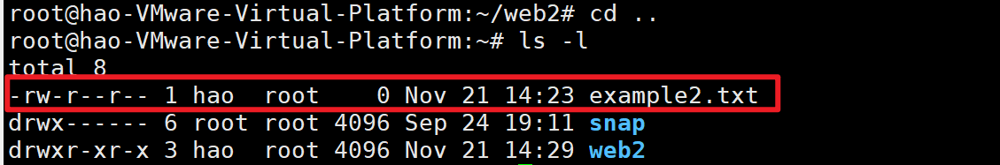 root@hao-VMware-Virtual-Platform:~/web2# cd ..
root@hao-VMware-Virtual-Platform:~# ls -l
total 8
-rw-r--r-- 1 hao  root    0 Nov 21 14:23 example2.txt
drwx------ 6 root root 4096 Sep 24 19:11 snap
drwxr-xr-x 3 hao  root 4096 Nov 21 14:29 web2